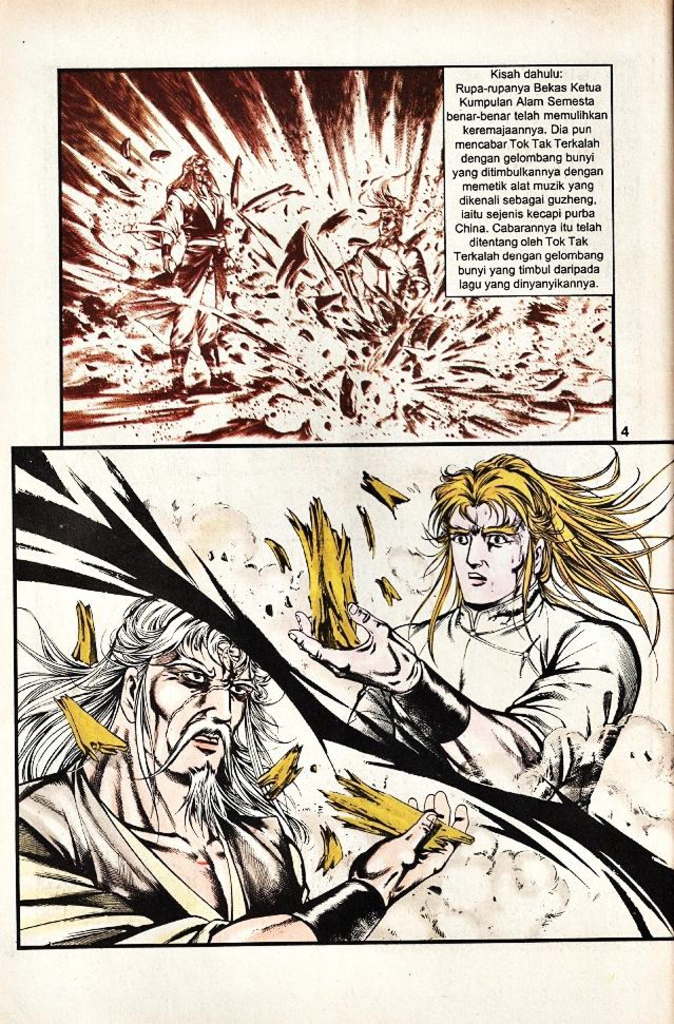 Kisah dahulu:
Rupa-rupanya Bekas Ketua
Kumpulan Alam Semesta
benar-benar telah memulihkan
keremajaannya. Dia pun
mencabar Tok Tak Terkalah
dengan gelombang bunyi
yang ditimbulkannya dengan
memetik alat muzik yang
dikenali sebagai guzheng,
iaitu sejenis kecapi purba
China. Cabarannya itu telah
ditentang oleh Tok Tak
Terkalah dengan gelombang
bunyi yang timbul daripada
lagu yang dinyanyikannya.
4